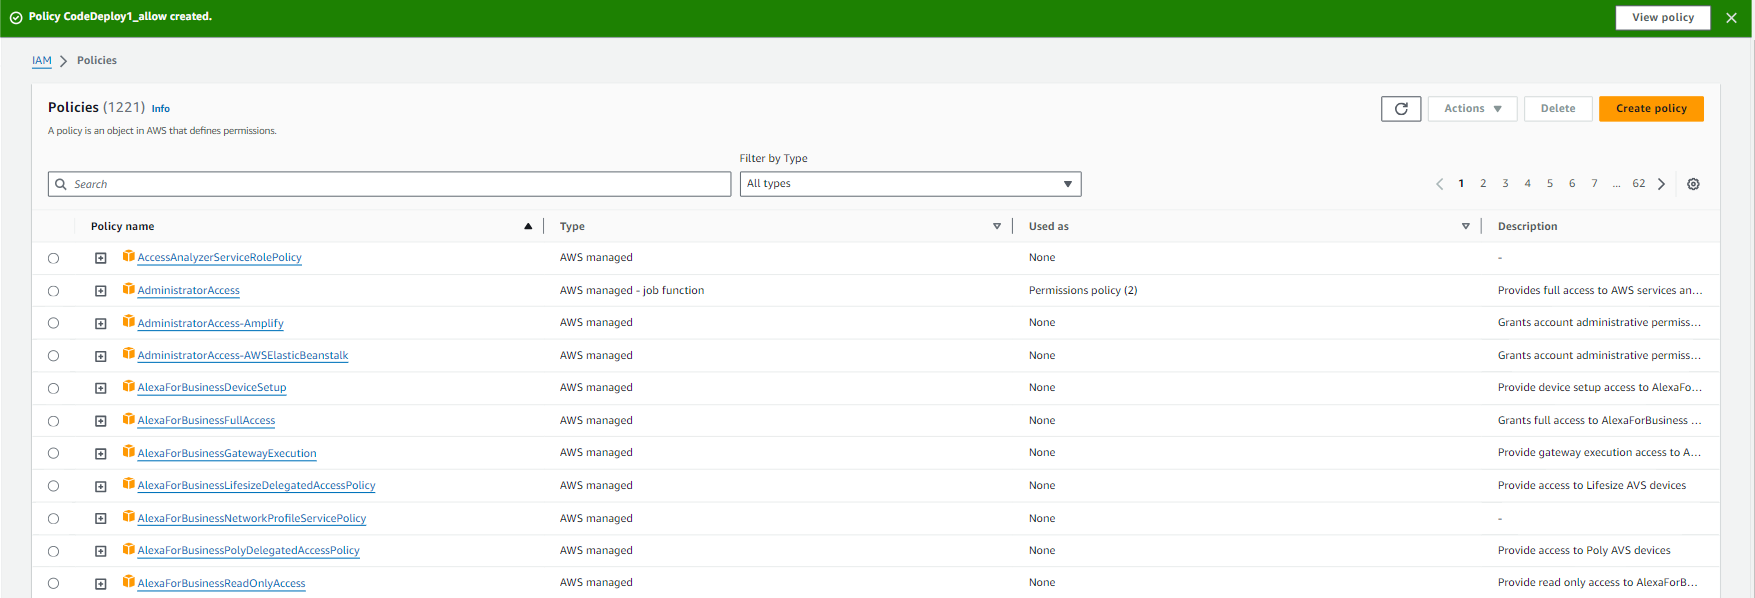 Policy CodeDeploy1_allow created. View policy
IAM Policies
Policies (1221) Info
A policy is an object in AWS that defines permissions.
Actions Delete Create policy
Filter by Type
Search All types 1 2 3 4 5 6 7 ... 62
Policy name Type Used as Description
AccessAnalyzerServiceRolePolicy AWS managed None -
AdministratorAccess AWS managed - job function Permissions policy (2) Provides full access to AWS services an...
AdministratorAccess-Amplify AWS managed None Grants account administrative permiss...
AdministratorAccess-AWSElasticBeanstalk AWS managed None Grants account administrative permiss...
AlexaForBusinessDeviceSetup AWS managed None Provide device setup access to AlexaFo...
AlexaForBusinessFullAccess AWS managed None Grants full access to AlexaForBusiness ...
AlexaForBusinessGatewayExecution AWS managed None Provide gateway execution access to A...
AlexaForBusinessLifesizeDelegatedAccessPolicy AWS managed None Provide access to Lifesize AVS devices
AlexaForBusinessNetworkProfileServicePolicy AWS managed None -
AlexaForBusinessPolyDelegatedAccessPolicy AWS managed None Provide access to Poly AVS devices
AlexaForBusinessReadOnlyAccess AWS managed None Provide read only access to AlexaForB...